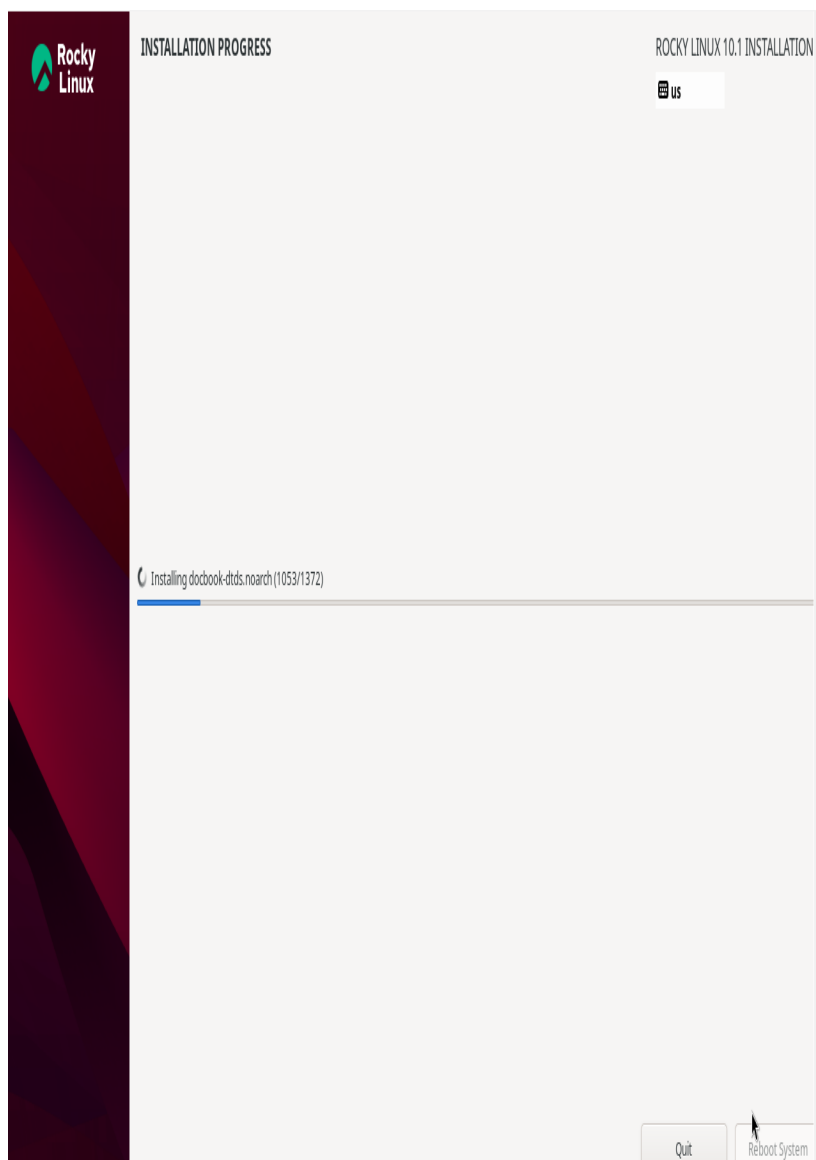 Rocky
Linux
INSTALLATION PROGRESS
ROCKY LINUX 10.1 INSTALLATION
us
Installing docbook-dtds.noarch (1053/1372)
Quit
Reboot System